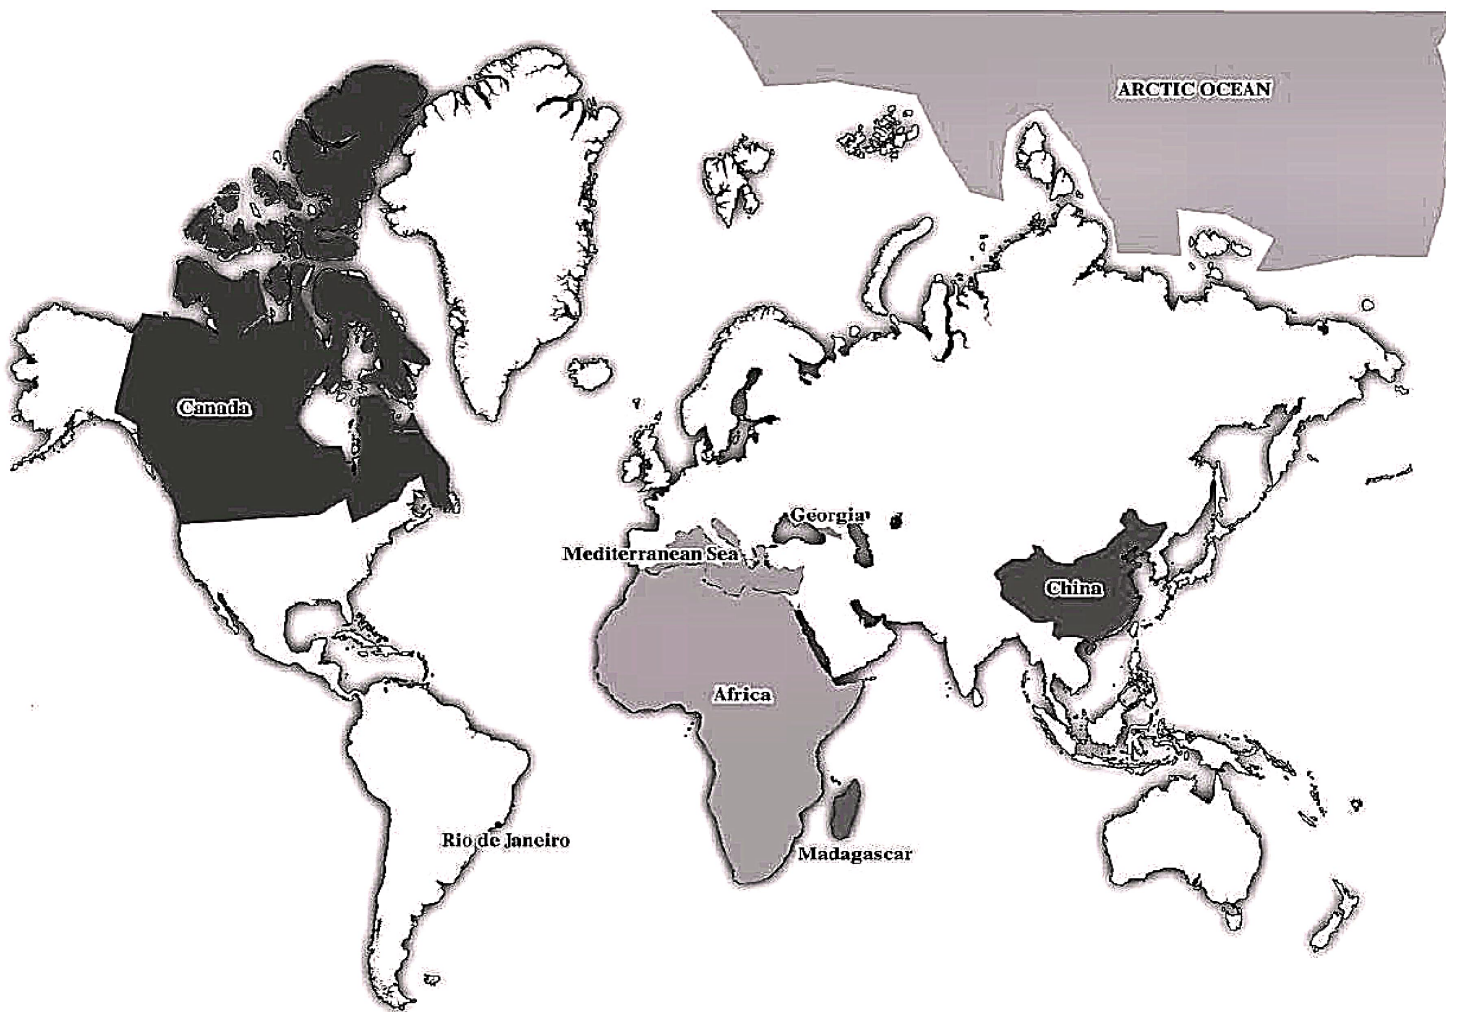 ARCTIC OCEAN
Canada
Georgia
Mediterranean Sea
China
Africa
Rio de Janeiro
Madagascar